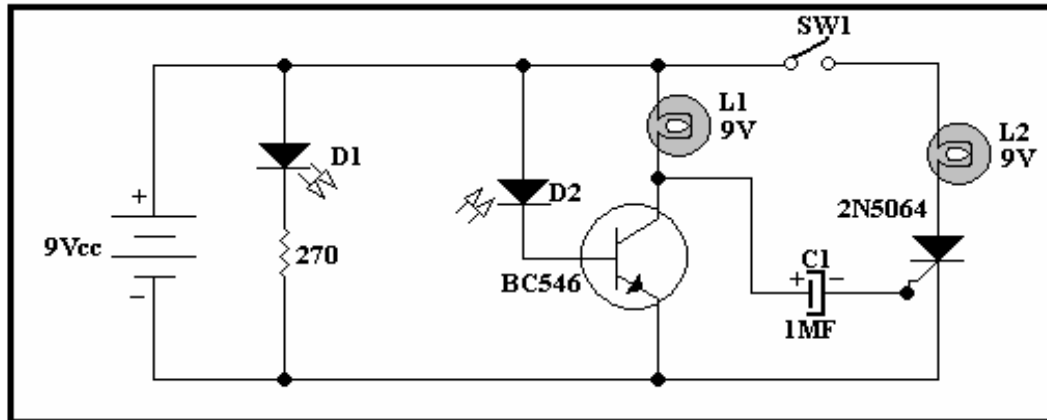 SW1
L1
9V
L2
9V
D1
D2
2N5064
+
9Vcc
−
270
BC546
C1
+ −
1MF